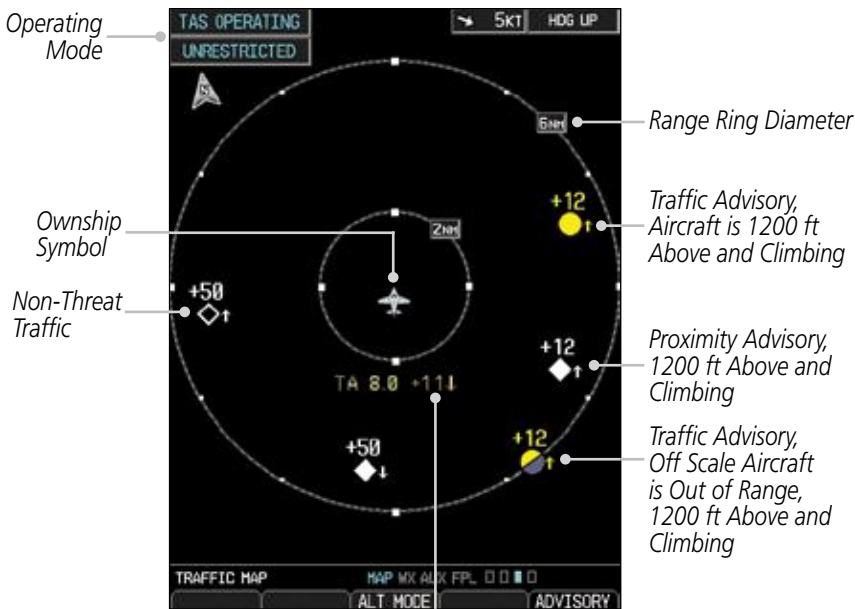 Operating
Mode
TAS OPERATING
UNRESTRICTED
5KT
HDG UP
N
6NM
Range Ring Diameter
+12
Traffic Advisory,
Aircraft is 1200 ft
Above and Climbing
Ownship
Symbol
2NM
Non-Threat
Traffic
+50
+12
Proximity Advisory,
1200 ft Above and
Climbing
TA 8.0 +11↓
+50
+12
Traffic Advisory,
Off Scale Aircraft
is Out of Range,
1200 ft Above and
Climbing
TRAFFIC MAP
MAP WX AUX FPL
ALT MODE
ADVISORY